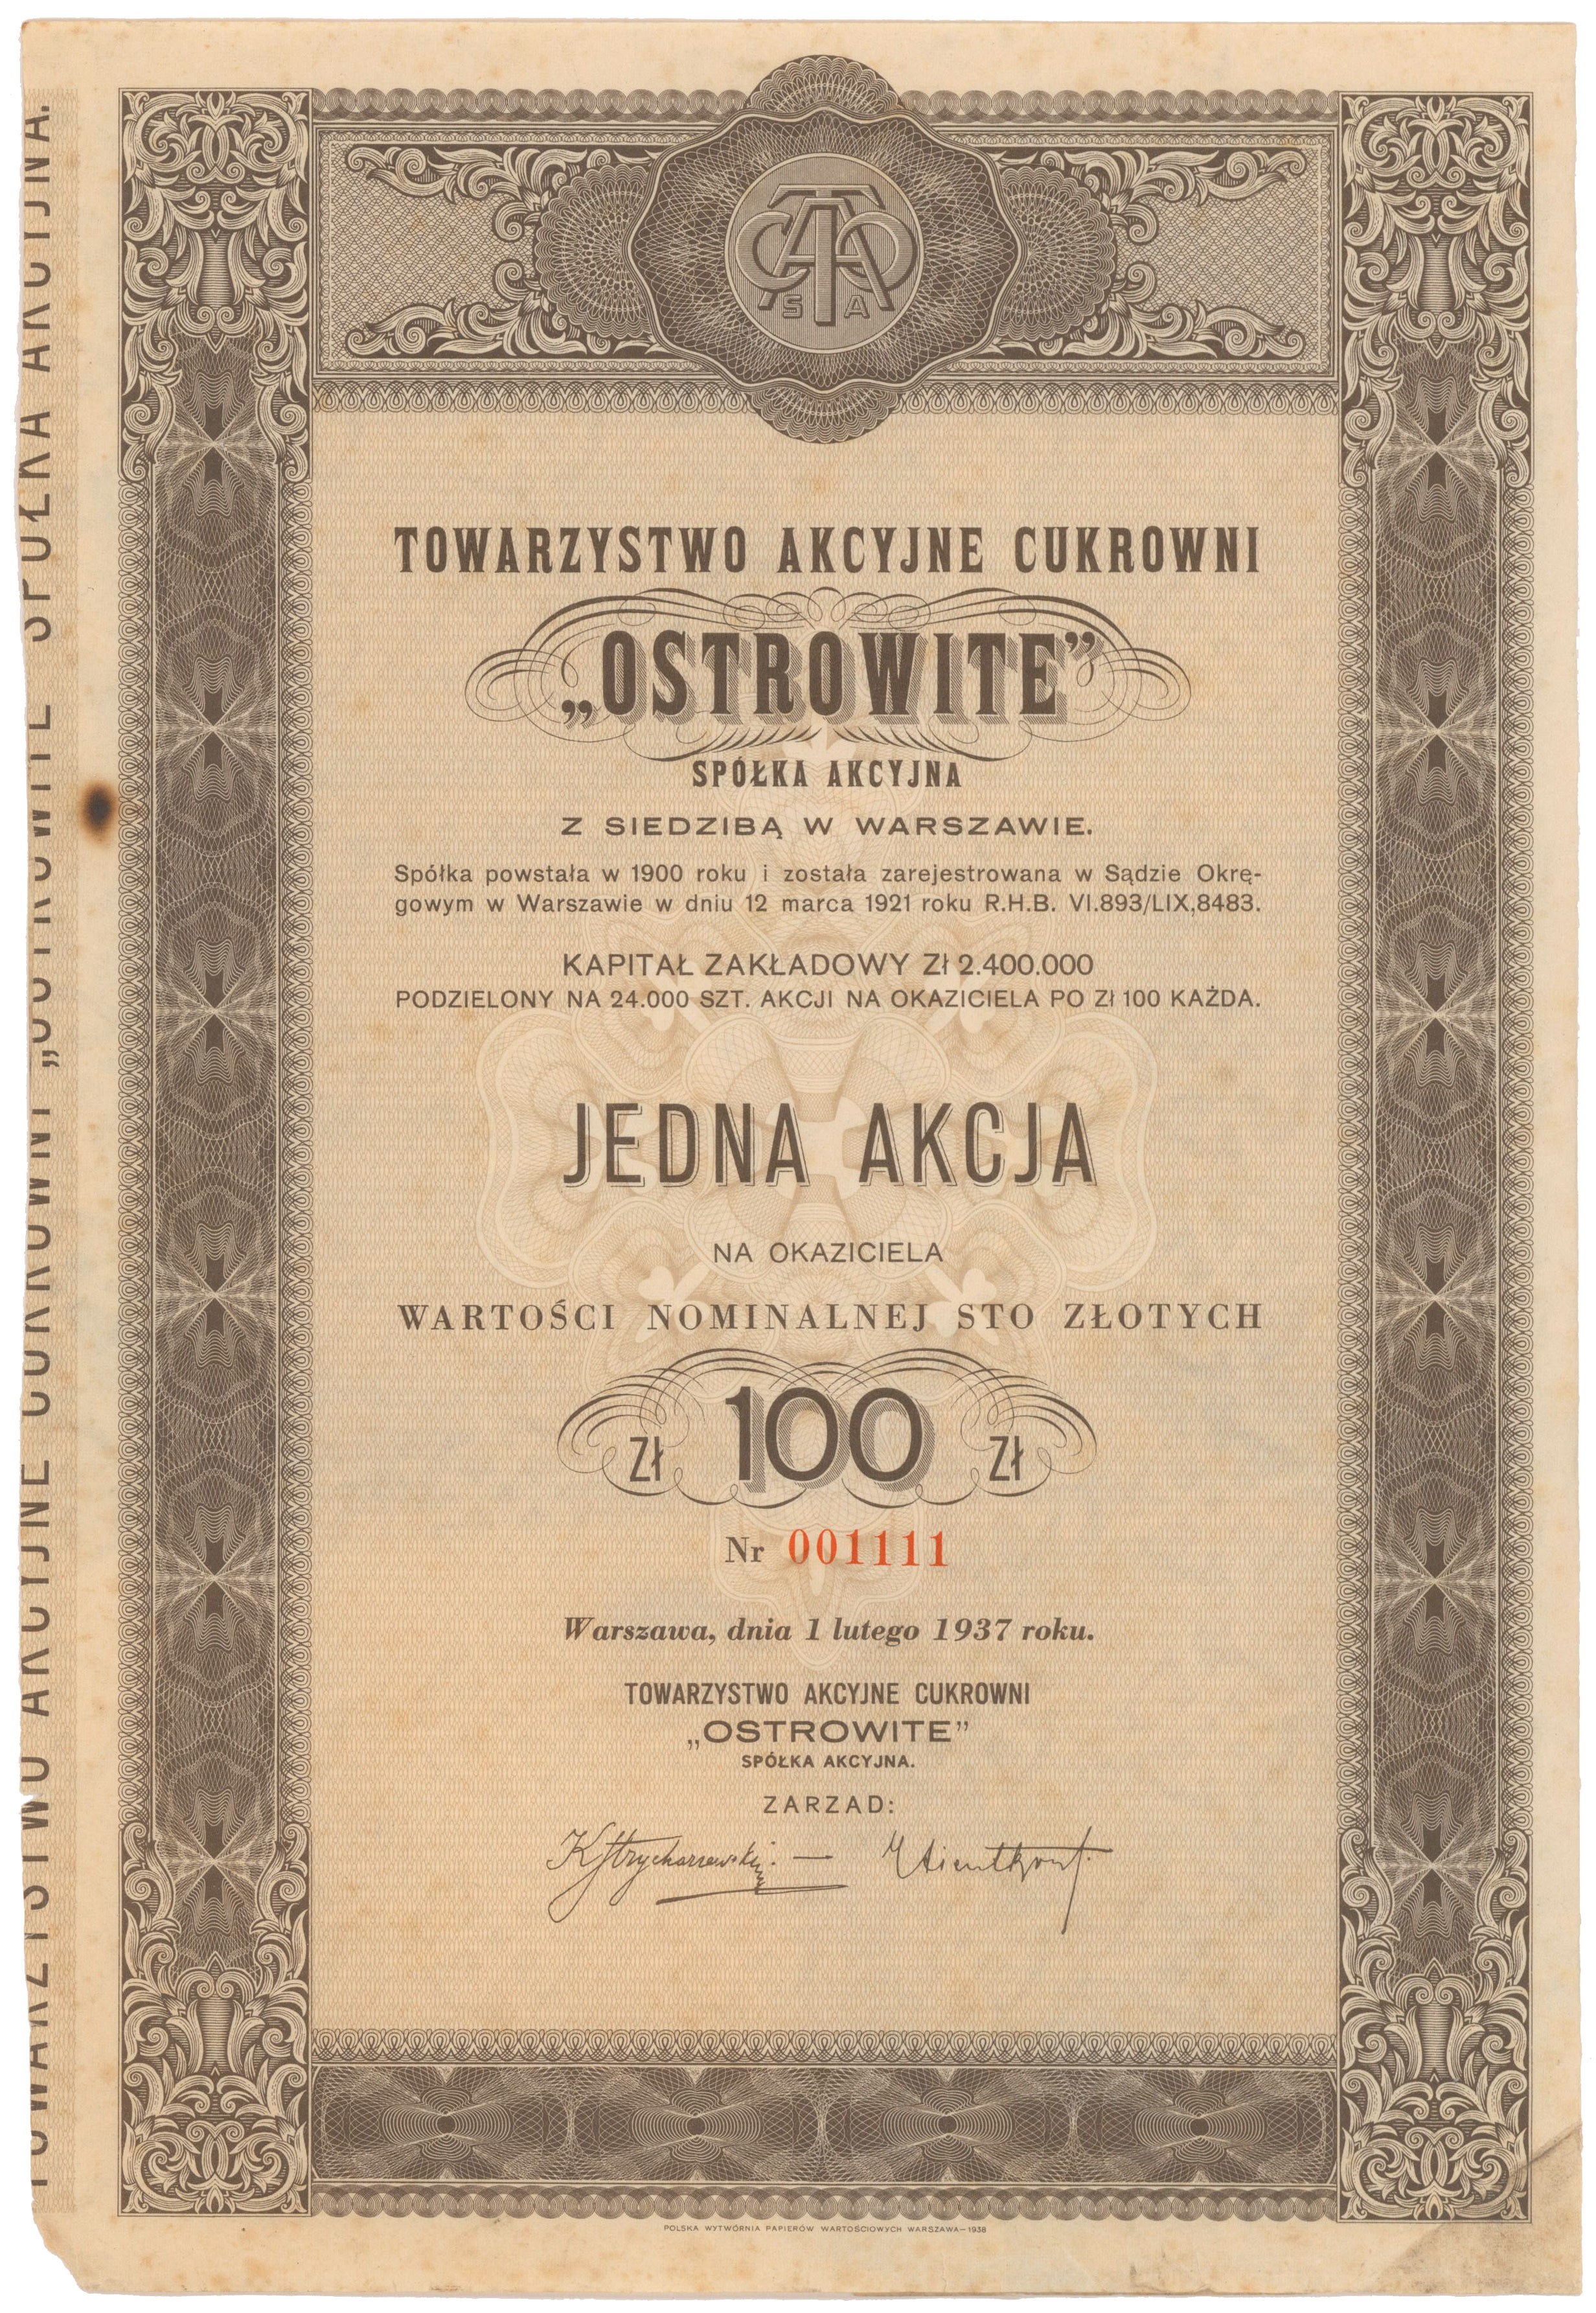 TOWARZYSTWO AKCYJNE CUKROWNI „OSTROWITE” SPÓŁKA AKCYJNA.
CTAO
S A
TOWARZYSTWO AKCYJNE CUKROWNI
„OSTROWITE”
SPÓŁKA AKCYJNA
Z SIEDZIBĄ W WARSZAWIE.
Spółka powstała w 1900 roku i została zarejestrowana w Sądzie Okrę-
gowym w Warszawie w dniu 12 marca 1921 roku R.H.B. VI.893/LIX,8483.
KAPITAŁ ZAKŁADOWY Zł 2.400.000
PODZIELONY NA 24.000 SZT. AKCJI NA OKAZICIELA PO Zł 100 KAŻDA.
JEDNA AKCJA
NA OKAZICIELA
WARTOŚCI NOMINALNEJ STO ZŁOTYCH
Zł 100 Zł
Nr 001111
Warszawa, dnia 1 lutego 1937 roku.
TOWARZYSTWO AKCYJNE CUKROWNI
„OSTROWITE”
SPÓŁKA AKCYJNA.
ZARZAD:
POLSKA WYTWÓRNIA PAPIERÓW WARTOŚCIOWYCH WARSZAWA—1938